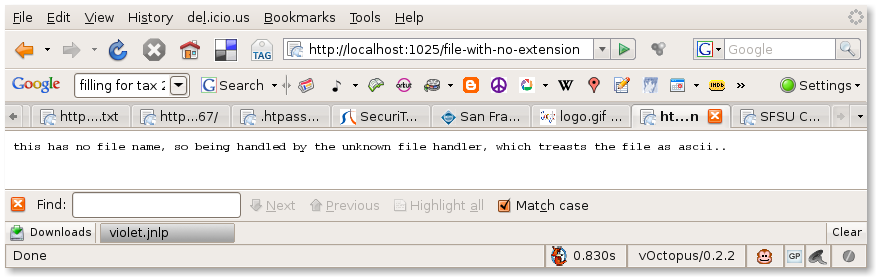 File Edit View History del.icio.us Bookmarks Tools Help
TAG http://localhost:1025/file-with-no-extension G Google
Google filling for tax 2 G Search orkut W IMDb » Settings
http....txt http...67/ .htpass... SecuriT... San Fra... logo.gif ... ht...n SFSU C...
this has no file name, so being handled by the unknown file handler, which treasts the file as ascii..
Find: Next Previous Highlight all Match case
Downloads violet.jnlp Clear
Done 0.830s vOctopus/0.2.2 GP